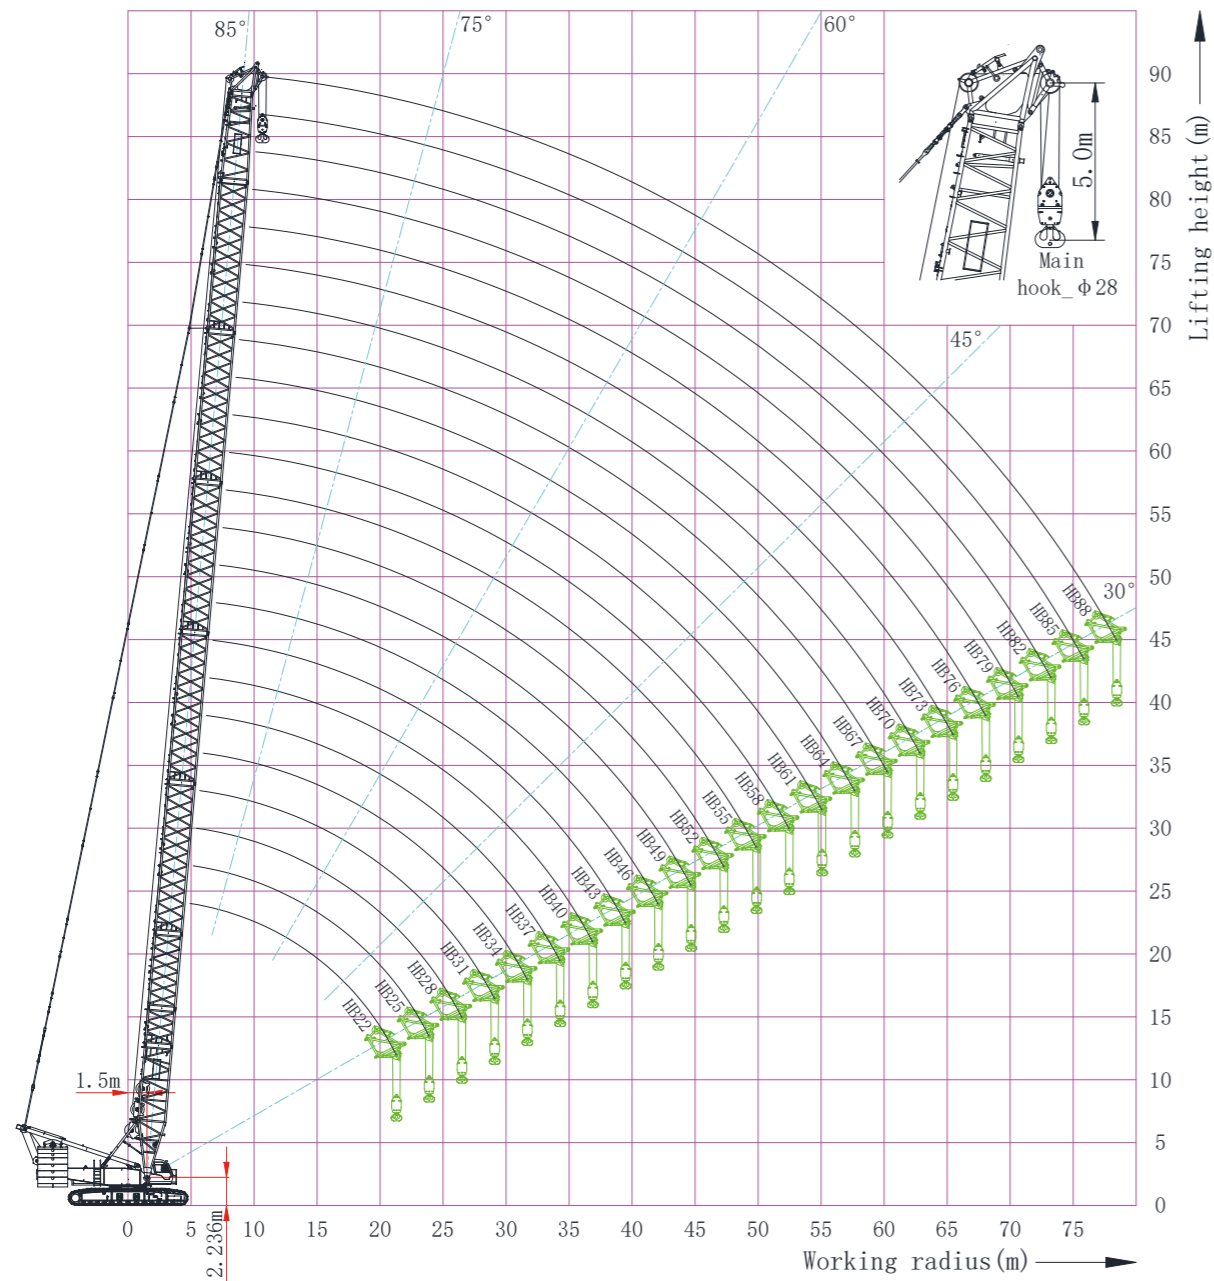 85°
75°
60°
90
85
80
75
70
65
60
55
50
45
40
35
30
25
20
15
10
5
0
Lifting height(m)
5.0m
Main
hook_φ28
45°
30°
HB88
HB85
HB82
HB79
HB76
HB73
HB70
HB67
HB64
HB61
HB58
HB55
HB52
HB49
HB46
HB43
HB40
HB37
HB34
HB31
HB28
HB25
HB22
1.5m
2.236m
0 5 10 15 20 25 30 35 40 45 50 55 60 65 70 75
Working radius(m)